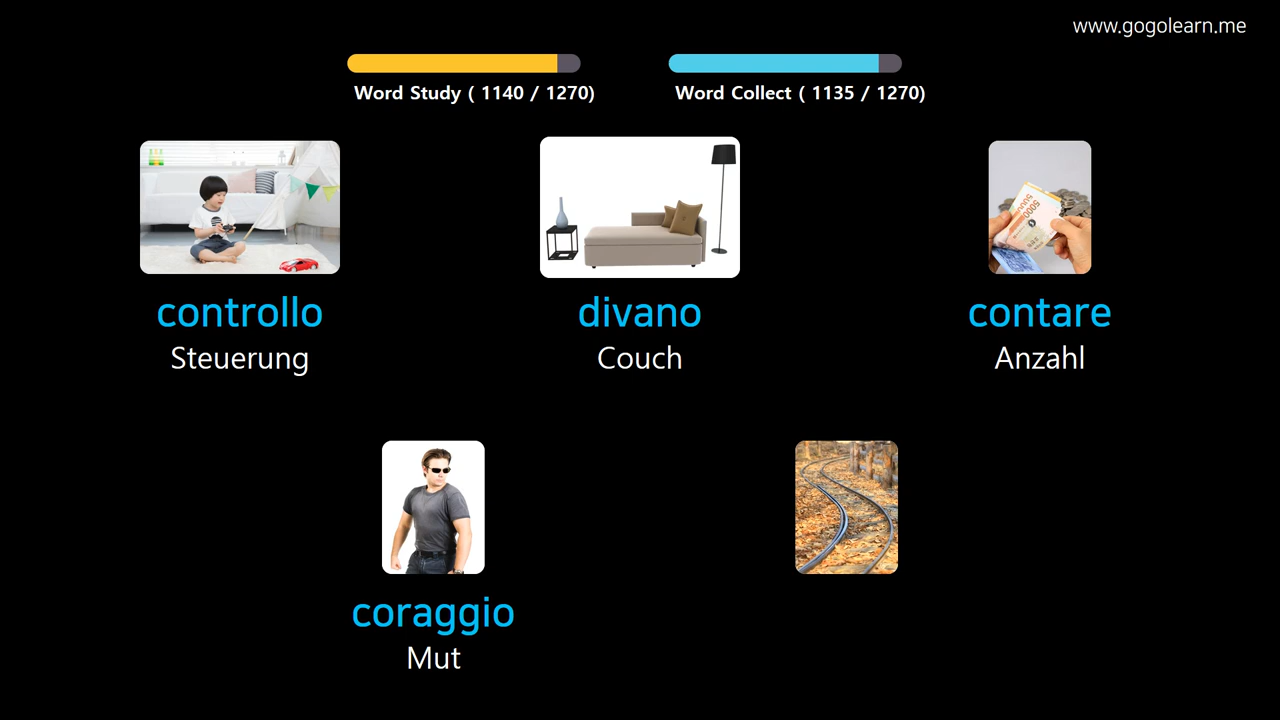 www.gogolearn.me
Word Study ( 1140 / 1270)
Word Collect ( 1135 / 1270)
controllo
Steuerung
divano
Couch
contare
Anzahl
coraggio
Mut